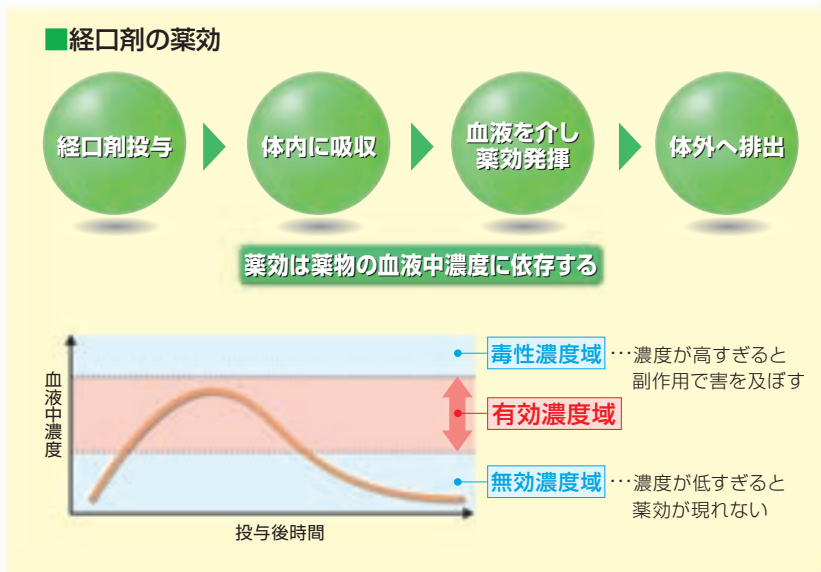 ■経口剤の薬効
経口剤投与
体内に吸収
血液を介し
薬効発揮
体外へ排出
薬効は薬物の血液中濃度に依存する
血液中濃度
毒性濃度域…濃度が高すぎると
副作用で害を及ぼす
有効濃度域
無効濃度域…濃度が低すぎると
薬効が現れない
投与後時間